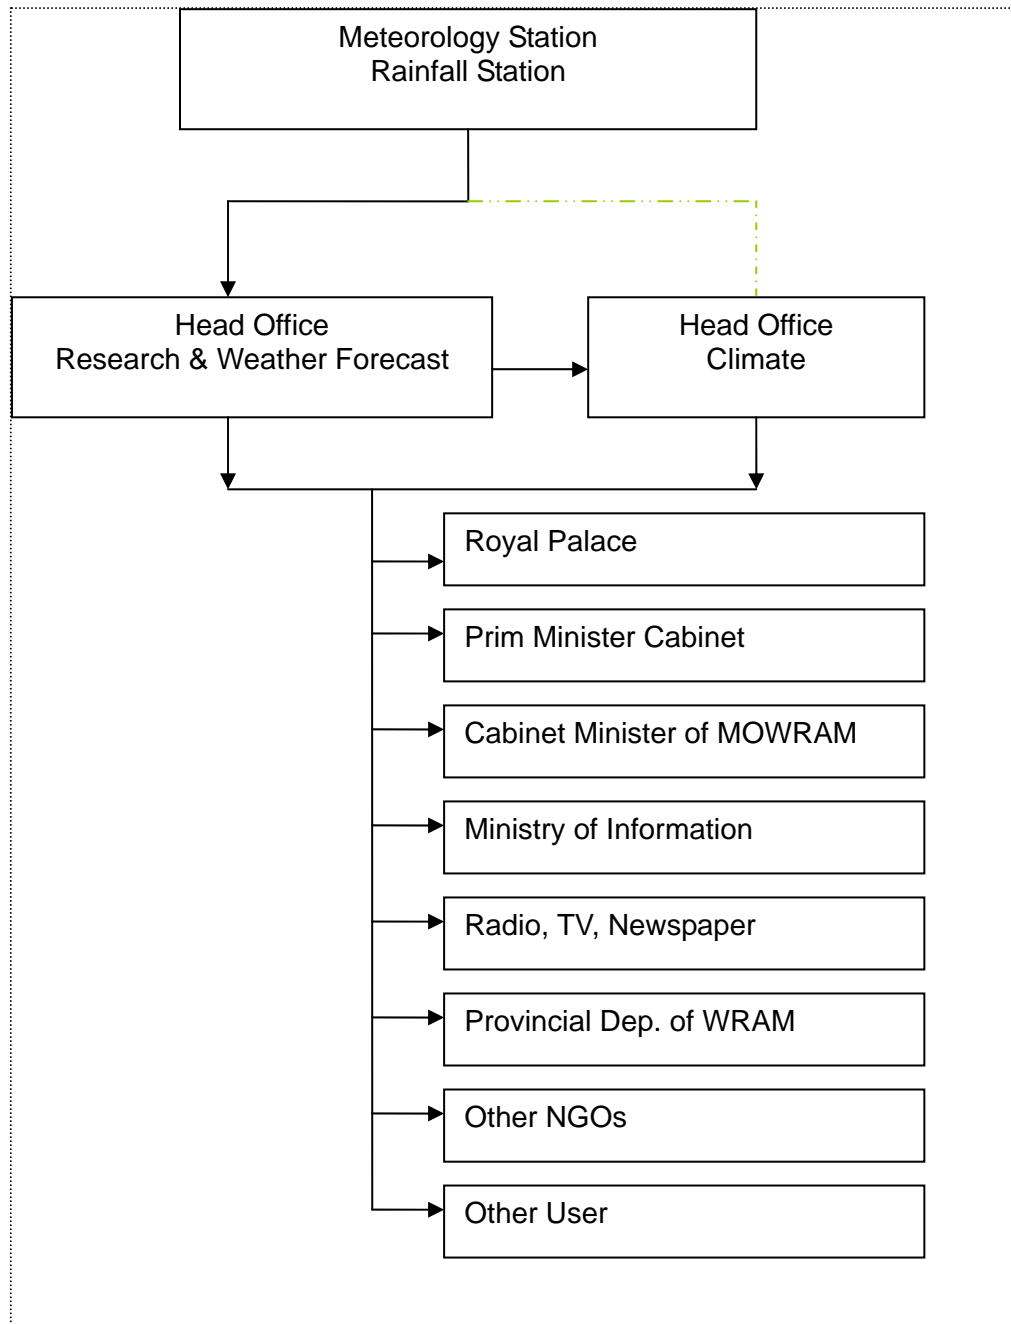 Meteorology Station
Rainfall Station
Head Office
Research & Weather Forecast
Head Office
Climate
Royal Palace
Prim Minister Cabinet
Cabinet Minister of MOWRAM
Ministry of Information
Radio, TV, Newspaper
Provincial Dep. of WRAM
Other NGOs
Other User